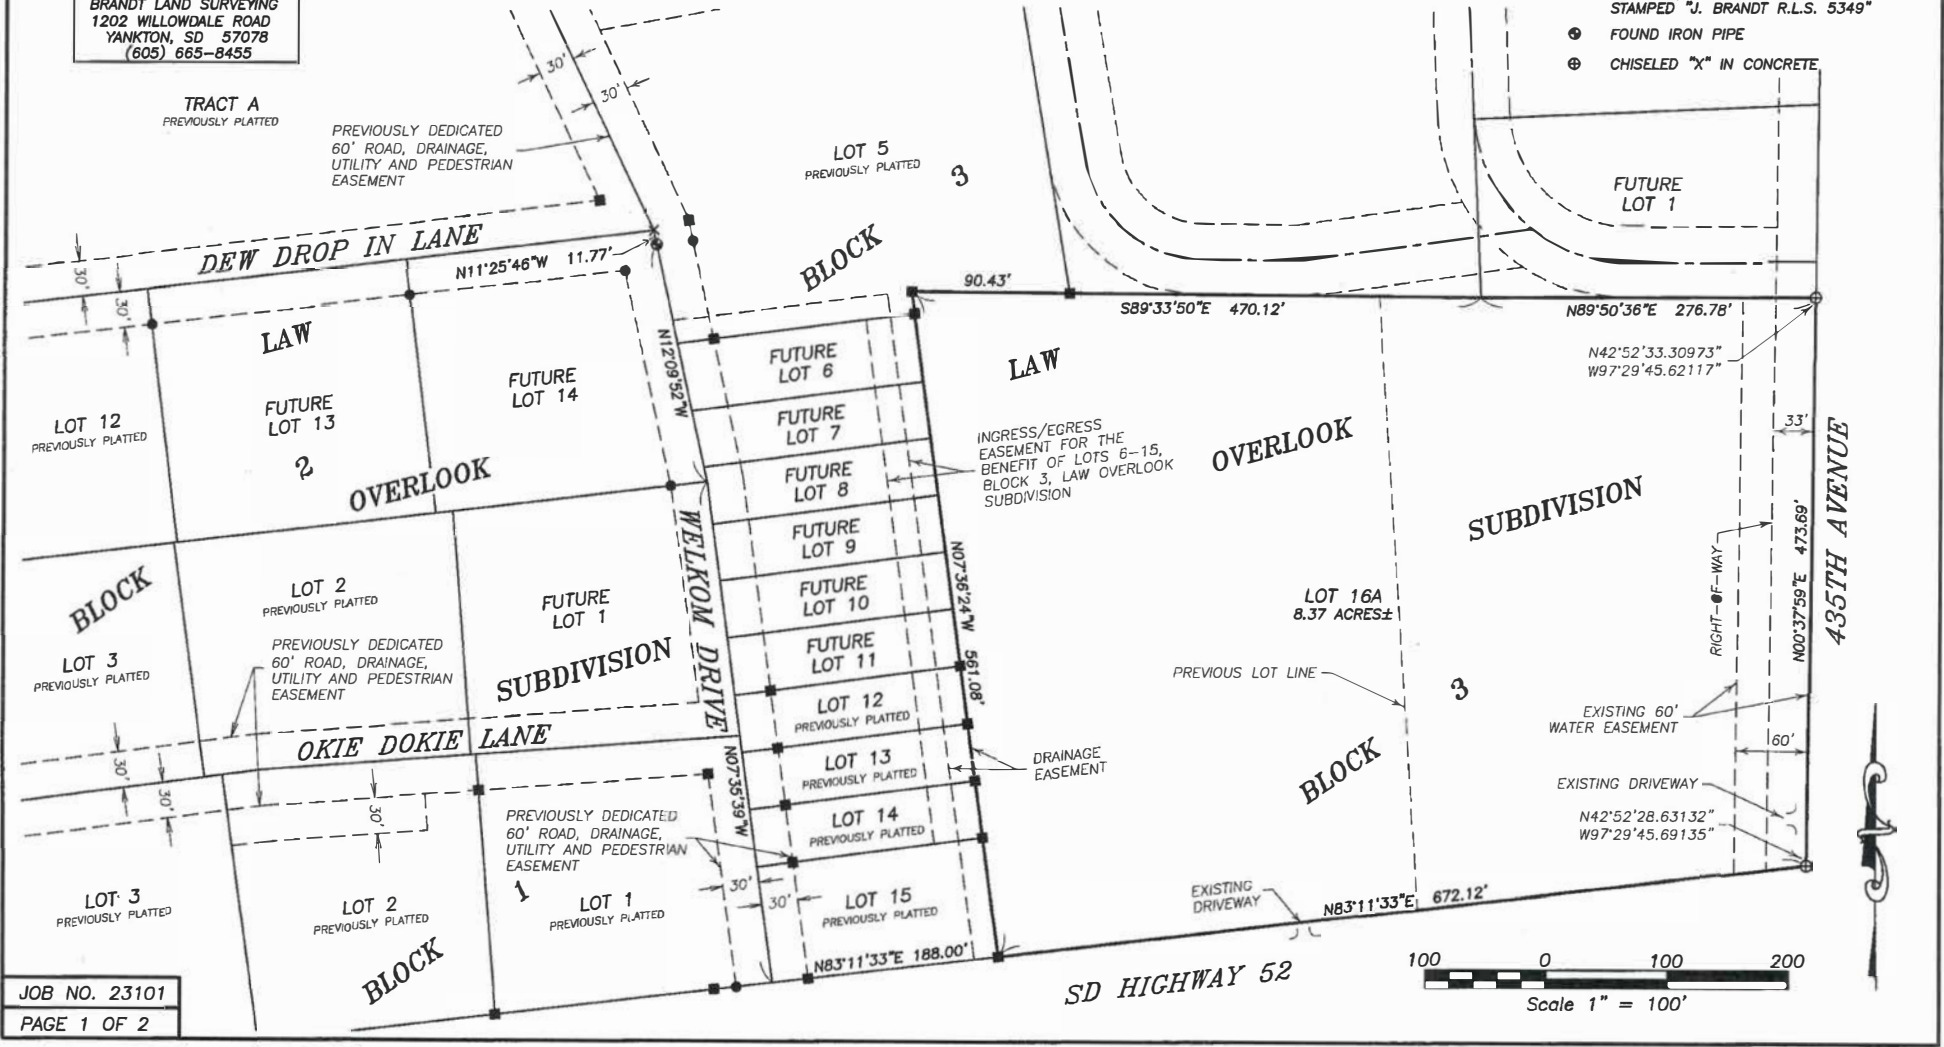 BRANDT LAND SURVEYING
1202 WILLOWDALE ROAD
YANKTON, SD 57078
(605) 665-8455
STAMPED "J. BRANDT R.L.S. 5349"
FOUND IRON PIPE
CHISELED "X" IN CONCRETE
TRACT A
PREVIOUSLY PLATTED
PREVIOUSLY DEDICATED
60' ROAD, DRAINAGE,
UTILITY AND PEDESTRIAN
EASEMENT
30'
30'
LOT 5
PREVIOUSLY PLATTED
3
BLOCK
FUTURE
LOT 1
DEW DROP IN LANE
N11°25'46"W 11.77'
30'
30'
90.43'
S89°33'50"E 470.12'
N89°50'36"E 276.78'
N42°52'33.30973"
W97°29'45.62117"
33'
LAW
FUTURE
LOT 13
2
FUTURE
LOT 14
LOT 12
PREVIOUSLY PLATTED
OVERLOOK
N12°09'52"W
FUTURE
LOT 6
FUTURE
LOT 7
FUTURE
LOT 8
FUTURE
LOT 9
FUTURE
LOT 10
FUTURE
LOT 11
LOT 12
PREVIOUSLY PLATTED
LOT 13
PREVIOUSLY PLATTED
LOT 14
PREVIOUSLY PLATTED
LOT 15
PREVIOUSLY PLATTED
LAW
INGRESS/EGRESS
EASEMENT FOR THE
BENEFIT OF LOTS 6-15,
BLOCK 3, LAW OVERLOOK
SUBDIVISION
OVERLOOK
SUBDIVISION
N07°36'24"W 561.08'
LOT 16A
8.37 ACRES±
PREVIOUS LOT LINE
3
BLOCK
RIGHT-OF-WAY
N00°37'59"E 473.69'
435TH AVENUE
EXISTING 60'
WATER EASEMENT
60'
EXISTING DRIVEWAY
N42°52'28.63132"
W97°29'45.69135"
BLOCK
LOT 2
PREVIOUSLY PLATTED
FUTURE
LOT 1
LOT 3
PREVIOUSLY PLATTED
PREVIOUSLY DEDICATED
60' ROAD, DRAINAGE,
UTILITY AND PEDESTRIAN
EASEMENT
SUBDIVISION
WELKOM DRIVE
OKIE DOKIE LANE
N07°35'39"W
30'
30'
30'
DRAINAGE
EASEMENT
PREVIOUSLY DEDICATED
60' ROAD, DRAINAGE,
UTILITY AND PEDESTRIAN
EASEMENT
30'
30'
1
LOT 3
PREVIOUSLY PLATTED
LOT 2
PREVIOUSLY PLATTED
LOT 1
PREVIOUSLY PLATTED
BLOCK
N83°11'33"E 188.00'
EXISTING
DRIVEWAY
N83°11'33"E 672.12'
SD HIGHWAY 52
100 0 100 200
Scale 1" = 100'
JOB NO. 23101
PAGE 1 OF 2